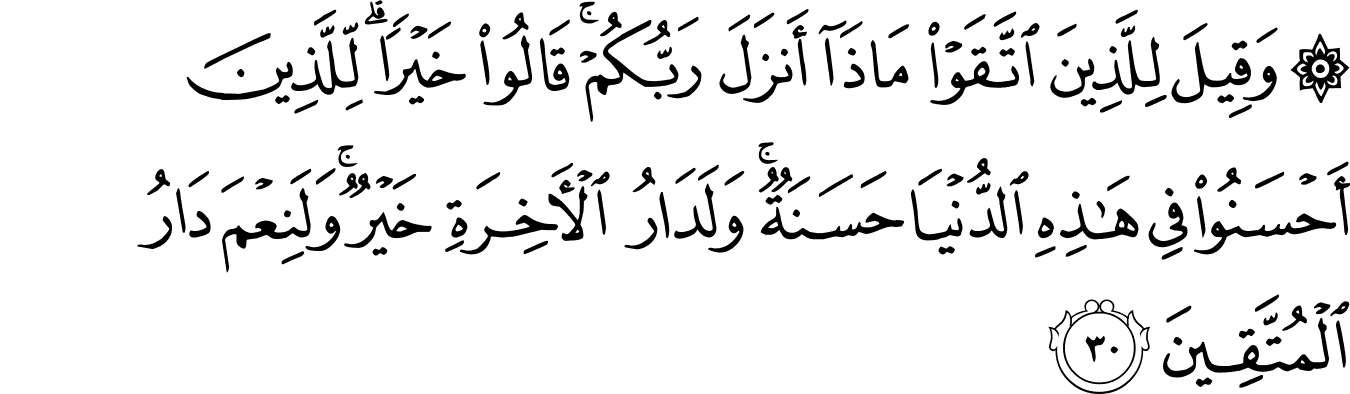 ۞ وَقِيلَ لِلَّذِينَ ٱتَّقَوۡاْ مَاذَآ أَنزَلَ رَبُّكُمۡۚ قَالُواْ خَيۡرٗاۗ لِّلَّذِينَ
أَحۡسَنُواْ فِي هَٰذِهِ ٱلدُّنۡيَا حَسَنَةٞۚ وَلَدَارُ ٱلۡأٓخِرَةِ خَيۡرٞۚ وَلَنِعۡمَ دَارُ
ٱلۡمُتَّقِينَ ٣٠